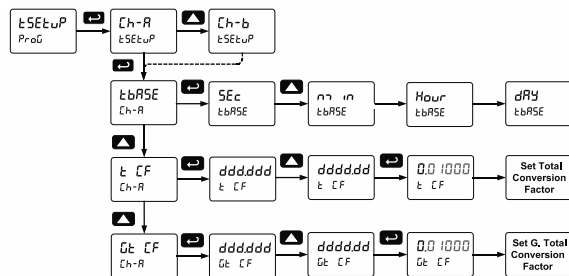 tSEtuP
ProG
Ch-A
tSEtuP
Ch-b
tSEtuP
tbASE
Ch-A
SEc
tbASE
min
tbASE
Hour
tbASE
dAY
tbASE
t CF
Ch-A
ddd.ddd
t CF
dddd.dd
t CF
0.01000
t CF
Set Total
Conversion
Factor
Gt CF
Ch-A
ddd.ddd
Gt CF
dddd.dd
Gt CF
0.01000
Gt CF
Set G. Total
Conversion
Factor